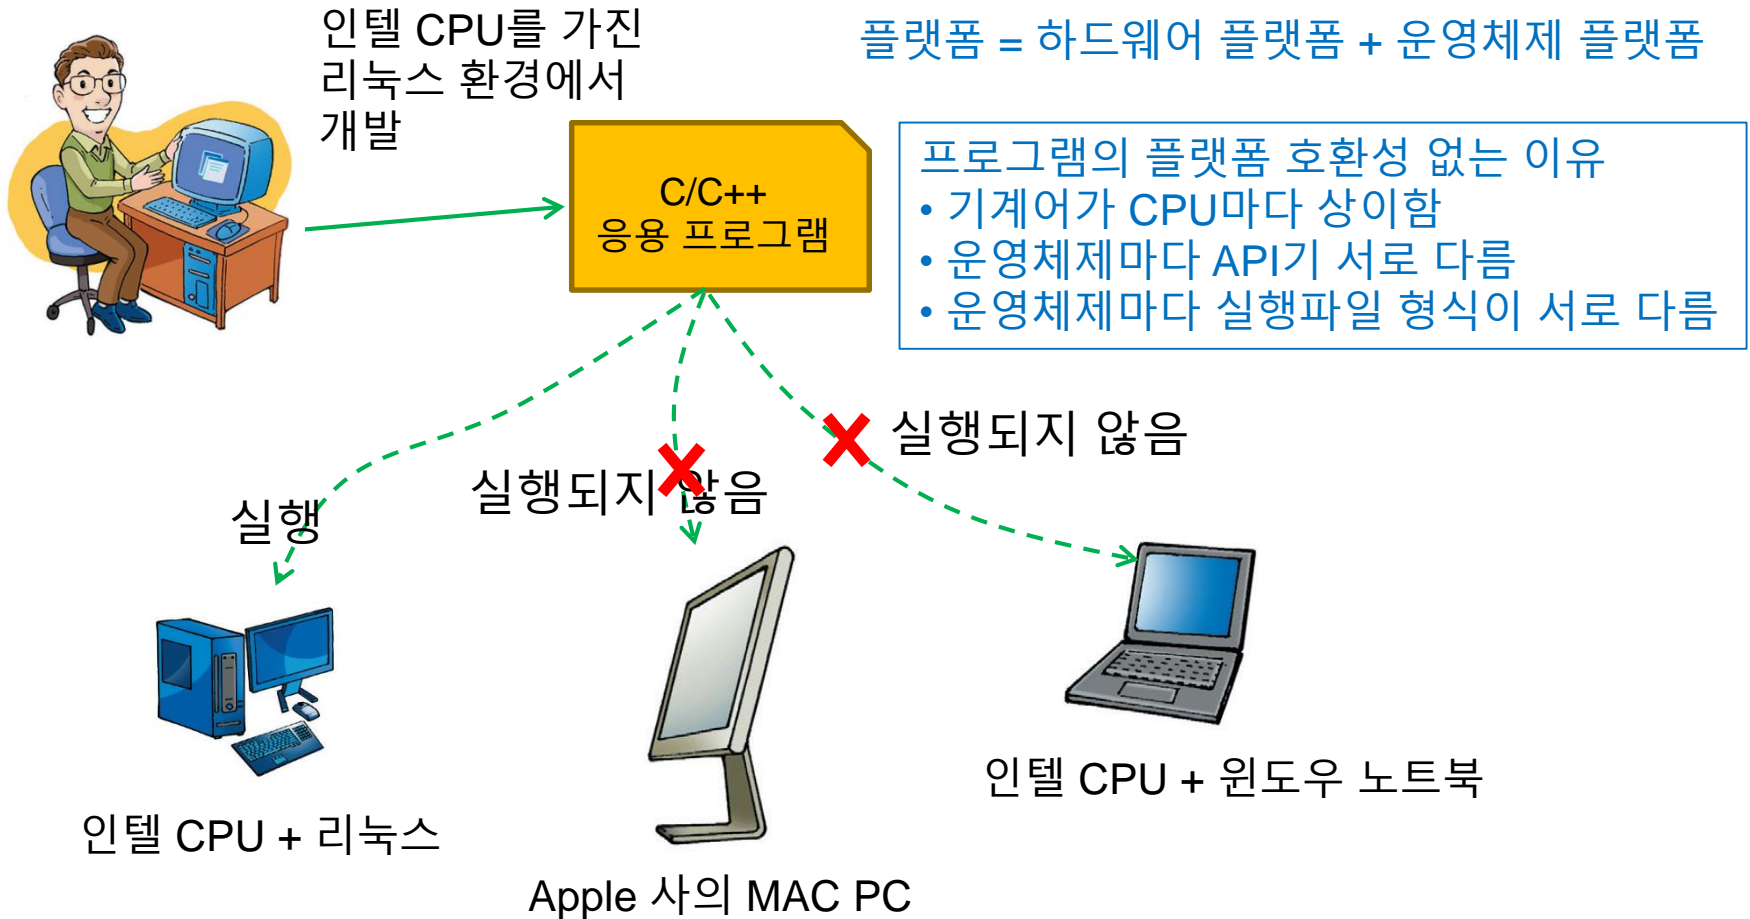 인텔 CPU를 가진
리눅스 환경에서
개발
플랫폼 = 하드웨어 플랫폼 + 운영체제 플랫폼
C/C++
응용 프로그램
프로그램의 플랫폼 호환성 없는 이유
• 기계어가 CPU마다 상이함
• 운영체제마다 API기 서로 다름
• 운영체제마다 실행파일 형식이 서로 다름
실행되지 않음
실행되지 않음
실행
인텔 CPU + 윈도우 노트북
인텔 CPU + 리눅스
Apple 사의 MAC PC